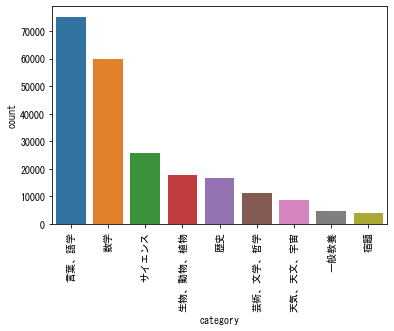 70000
60000
50000
40000
30000
20000
10000
0
count
言葉、語学
数学
サイエンス
生物、動物、植物
歴史
芸術、文学、哲学
天気、天文、宇宙
一般教養
宿題
category